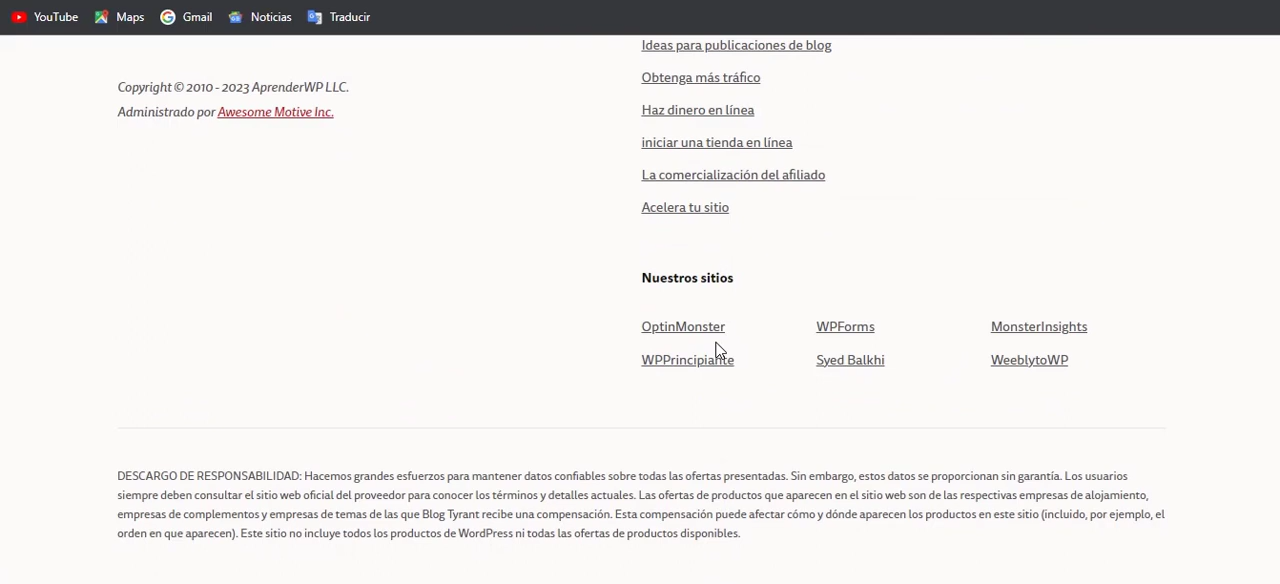 YouTube Maps Gmail Noticias Traducir
Copyright © 2010 - 2023 AprenderWP LLC.
Administrado por Awesome Motive Inc.
Ideas para publicaciones de blog
Obtenga más tráfico
Haz dinero en línea
iniciar una tienda en línea
La comercialización del afiliado
Acelera tu sitio
Nuestros sitios
OptinMonster WPForms MonsterInsights
WPPrincipiante Syed Balkhi WeeblytoWP
DESCARGO DE RESPONSABILIDAD: Hacemos grandes esfuerzos para mantener datos confiables sobre todas las ofertas presentadas. Sin embargo, estos datos se proporcionan sin garantía. Los usuarios
siempre deben consultar el sitio web oficial del proveedor para conocer los términos y detalles actuales. Las ofertas de productos que aparecen en el sitio web son de las respectivas empresas de alojamiento,
empresas de complementos y empresas de temas de las que Blog Tyrant recibe una compensación. Esta compensación puede afectar cómo y dónde aparecen los productos en este sitio (incluido, por ejemplo, el
orden en que aparecen). Este sitio no incluye todos los productos de WordPress ni todas las ofertas de productos disponibles.